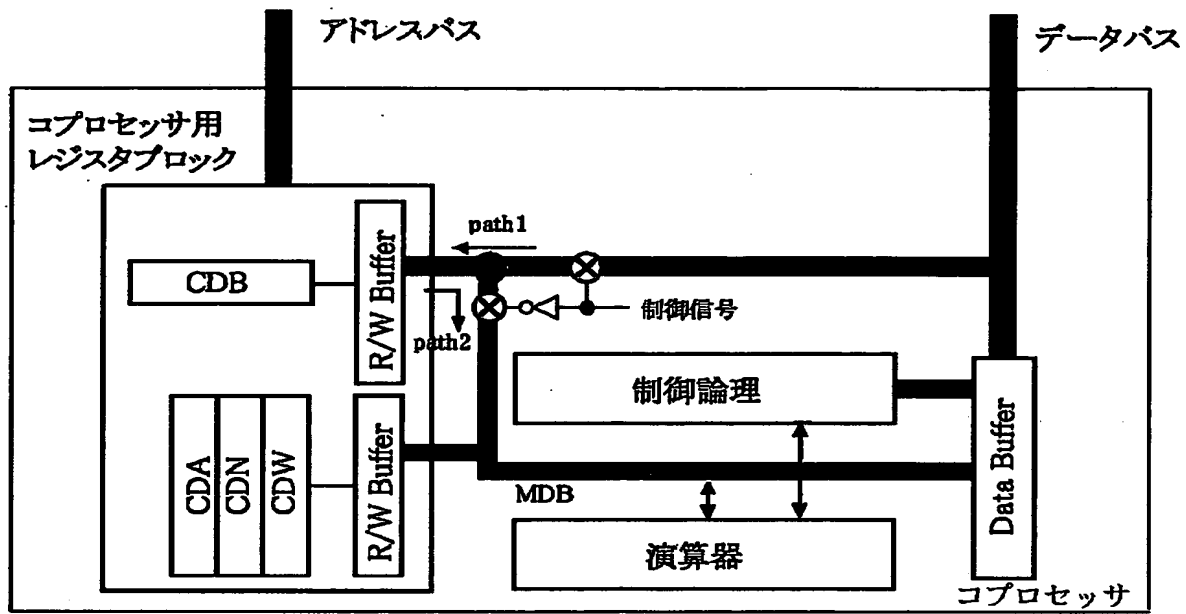 アドレスバス
データバス
コプロセッサ用
レジスタブロック
path1
CDB
R/W Buffer
制御信号
path2
制御論理
CDA
CDN
CDW
R/W Buffer
MDB
Data Buffer
演算器
コプロセッサ